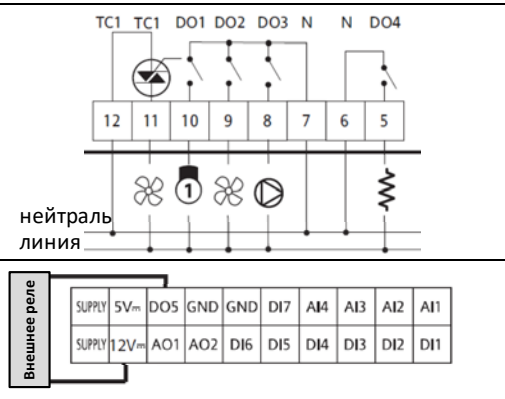 TC1 TC1 DO1 DO2 DO3 N N DO4
12 11 10 9 8 7 6 5
1
нейтраль
линия
Внешнее реле
SUPPLY 5V⎓ DO5 GND GND DI7 AI4 AI3 AI2 AI1
SUPPLY 12V⎓ AO1 AO2 DI6 DI5 DI4 DI3 DI2 DI1